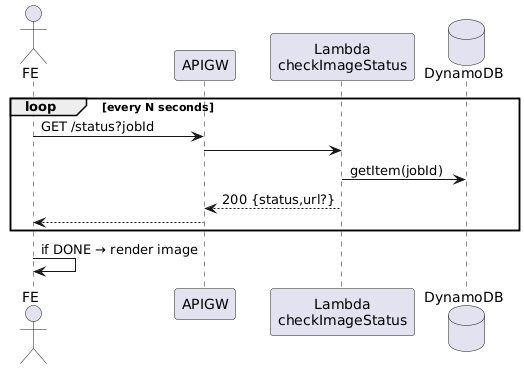 FE
APIGW
Lambda
checkImageStatus
DynamoDB
loop
[every N seconds]
GET /status?jobId
getItem(jobId)
200 {status,url?}
if DONE → render image
FE
APIGW
Lambda
checkImageStatus
DynamoDB